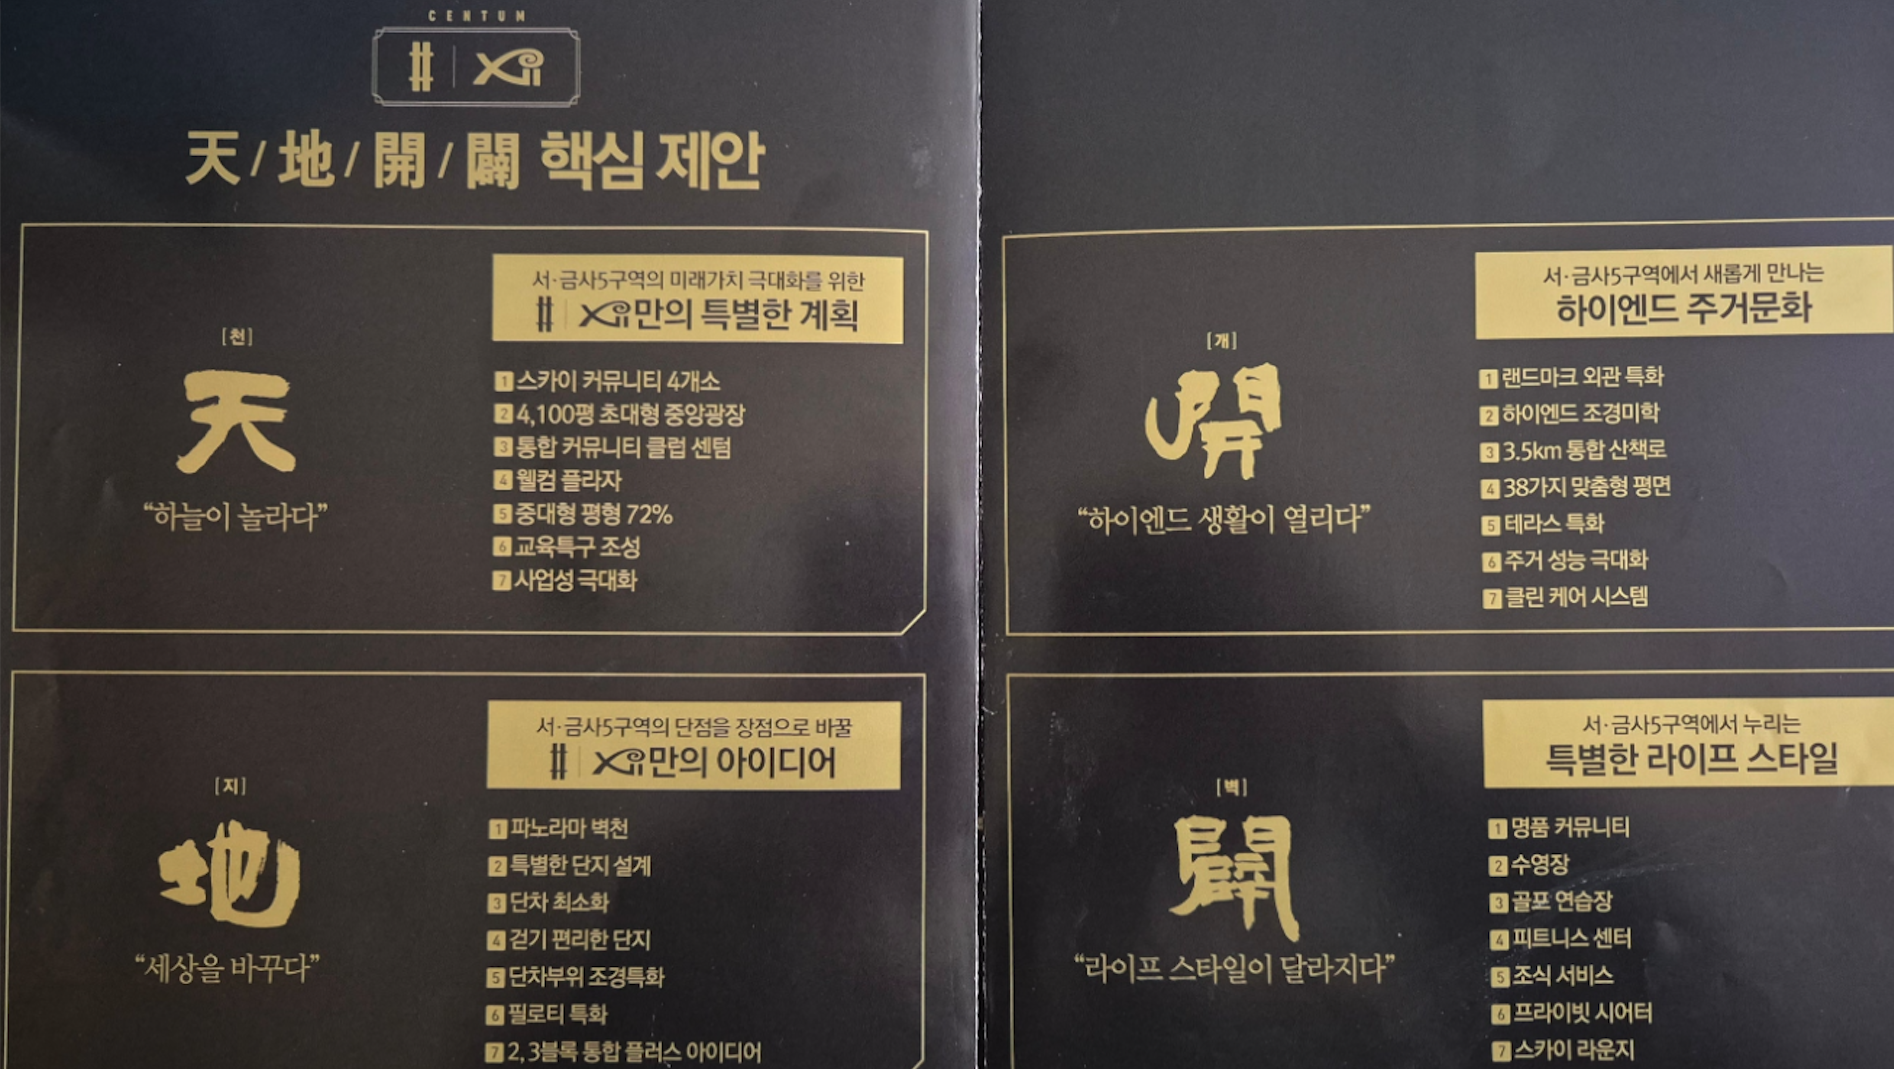 CENTUM
Xii
天 / 地 / 開 / 闢 핵심 제안
[천]
天
“하늘이 놀라다”
서·금사5구역의 미래가치 극대화를 위한
Xii만의 특별한 계획
1 스카이 커뮤니티 4개소
2 4,100평 초대형 중앙광장
3 통합 커뮤니티 클럽 센텀
4 웰컴 플라자
5 중대형 평형 72%
6 교육특구 조성
7 사업성 극대화
[지]
地
“세상을 바꾸다”
서·금사5구역의 단점을 장점으로 바꿀
Xii만의 아이디어
1 파노라마 벽천
2 특별한 단지 설계
3 단차 최소화
4 걷기 편리한 단지
5 단차부위 조경특화
6 필로티 특화
7 2, 3블록 통합 플러스 아이디어
[개]
開
“하이엔드 생활이 열리다”
서·금사5구역에서 새롭게 만나는
하이엔드 주거문화
1 랜드마크 외관 특화
2 하이엔드 조경미학
3 3.5km 통합 산책로
4 38가지 맞춤형 평면
5 테라스 특화
6 주거 성능 극대화
7 클린 케어 시스템
[벽]
闢
“라이프 스타일이 달라지다”
서·금사5구역에서 누리는
특별한 라이프 스타일
1 명품 커뮤니티
2 수영장
3 골포 연습장
4 피트니스 센터
5 조식 서비스
6 프라이빗 시어터
7 스카이 라운지